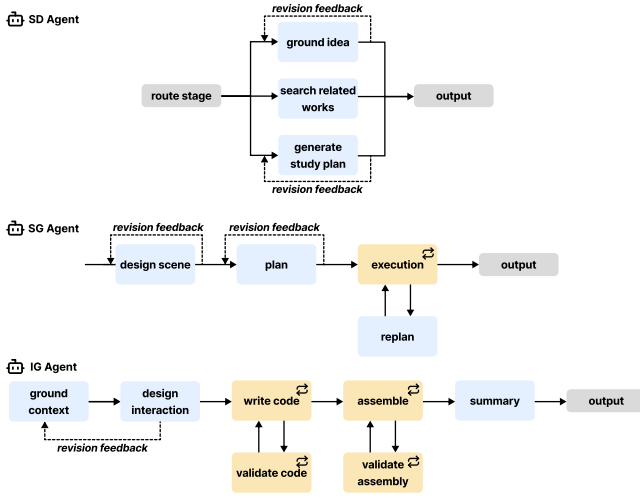 SD Agent
revision feedback
ground idea
route stage
search related
works
output
generate
study plan
revision feedback
SG Agent
revision feedback
revision feedback
design scene
plan
execution
output
replan
IG Agent
ground
context
design
interaction
write code
assemble
summary
output
revision feedback
validate code
validate
assembly